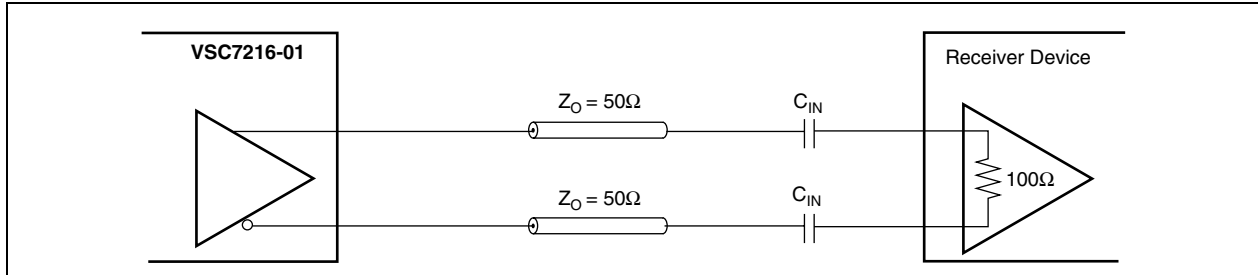 VSC7216-01
Receiver Device
Z_O = 50Ω
C_IN
100Ω
Z_O = 50Ω
C_IN